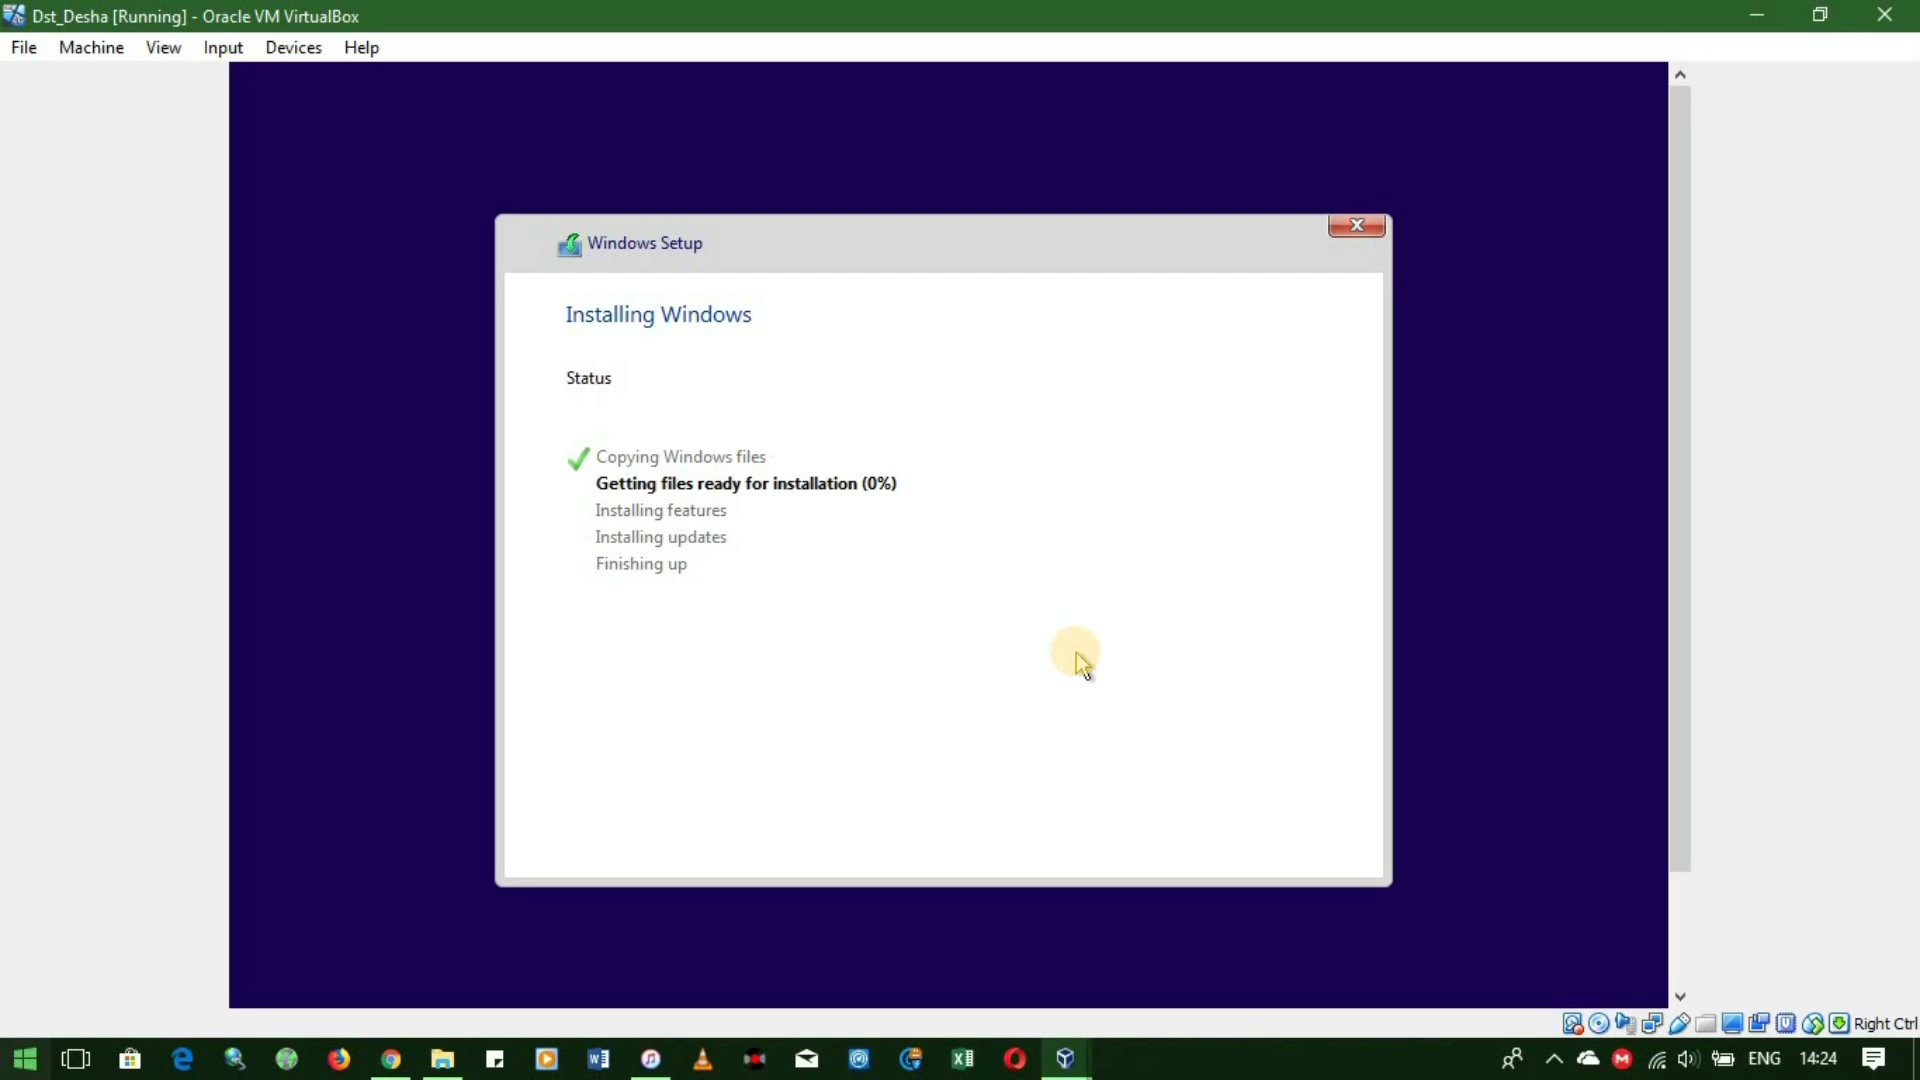 Dst_Desha [Running] - Oracle VM VirtualBox
File Machine View Input Devices Help
Windows Setup
Installing Windows
Status
Copying Windows files
Getting files ready for installation (0%)
Installing features
Installing updates
Finishing up
Right Ctrl
ENG 14:24